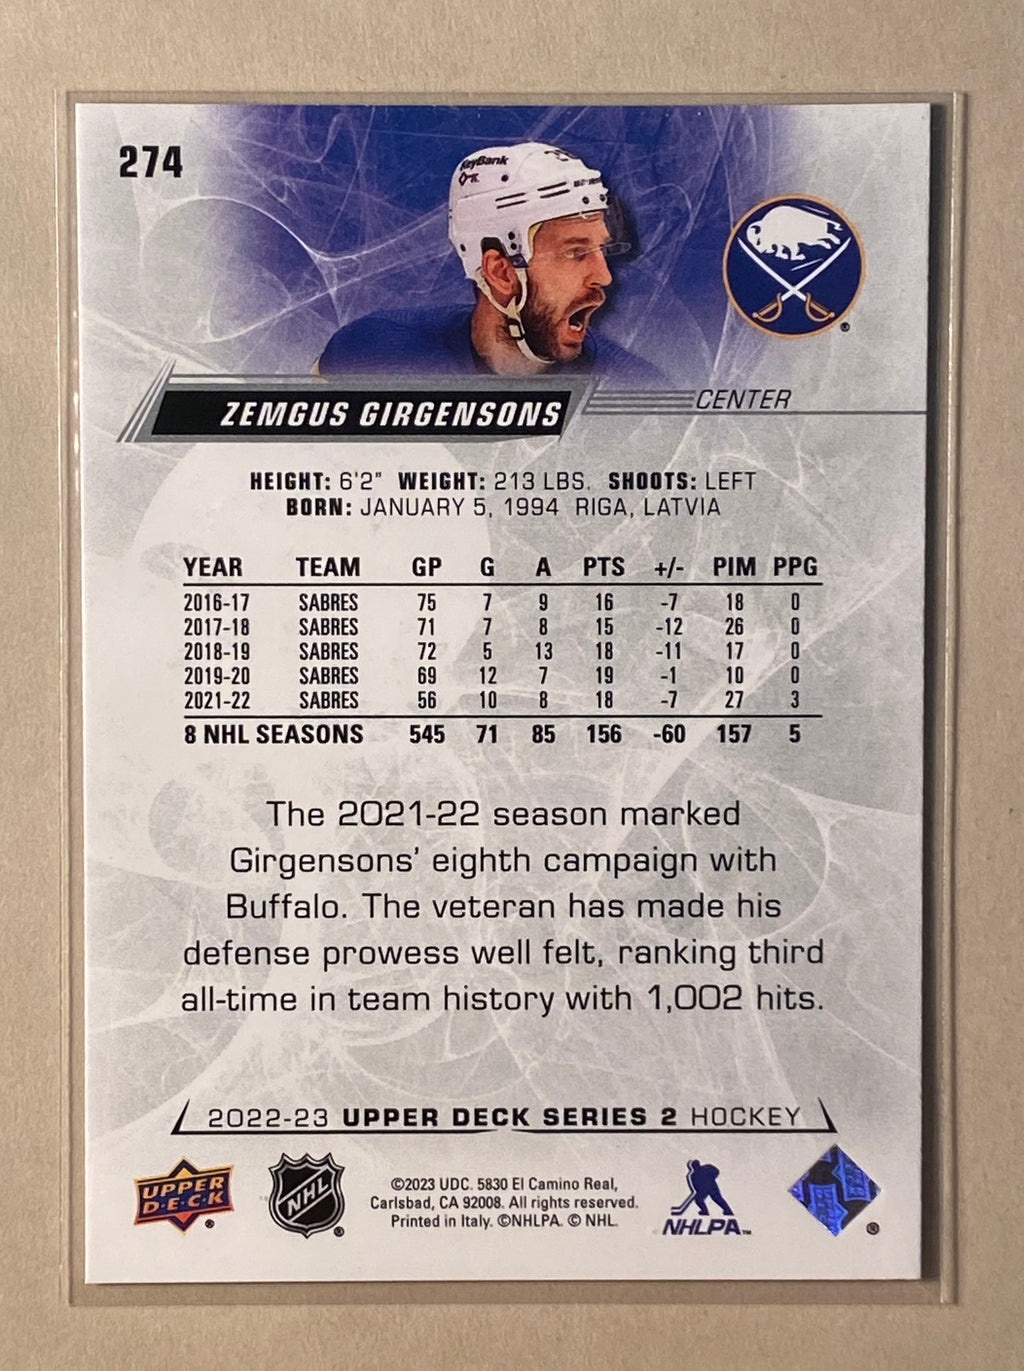 274
KeyBank
ZEMGUS GIRGENSONS
CENTER
HEIGHT: 6'2" WEIGHT: 213 LBS. SHOOTS: LEFT
BORN: JANUARY 5, 1994 RIGA, LATVIA
YEAR TEAM GP G A PTS +/- PIM PPG
2016-17 SABRES 75 7 9 16 -7 18 0
2017-18 SABRES 71 7 8 15 -12 26 0
2018-19 SABRES 72 5 13 18 -11 17 0
2019-20 SABRES 69 12 7 19 -1 10 0
2021-22 SABRES 56 10 8 18 -7 27 3
8 NHL SEASONS 545 71 85 156 -60 157 5
The 2021-22 season marked
Girgensons' eighth campaign with
Buffalo. The veteran has made his
defense prowess well felt, ranking third
all-time in team history with 1,002 hits.
2022-23 UPPER DECK SERIES 2 HOCKEY
UPPER
D·E·C·K ®
NHL ®
©2023 UDC. 5830 El Camino Real,
Carlsbad, CA 92008. All rights reserved.
Printed in Italy. ©NHLPA. © NHL.
NHLPA™